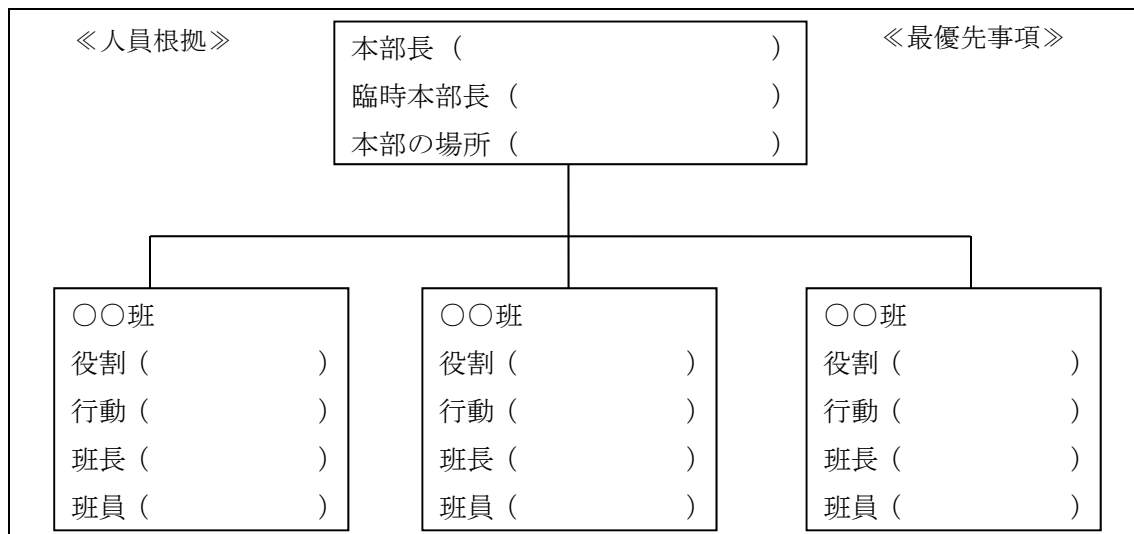 ≪人員根拠≫
≪最優先事項≫
本部長（　　　　　　　　　　　　）
臨時本部長（　　　　　　　　　　）
本部の場所（　　　　　　　　　　）
○○班
役割（　　　　　　　）
行動（　　　　　　　）
班長（　　　　　　　）
班員（　　　　　　　）
○○班
役割（　　　　　　　）
行動（　　　　　　　）
班長（　　　　　　　）
班員（　　　　　　　）
○○班
役割（　　　　　　　）
行動（　　　　　　　）
班長（　　　　　　　）
班員（　　　　　　　）